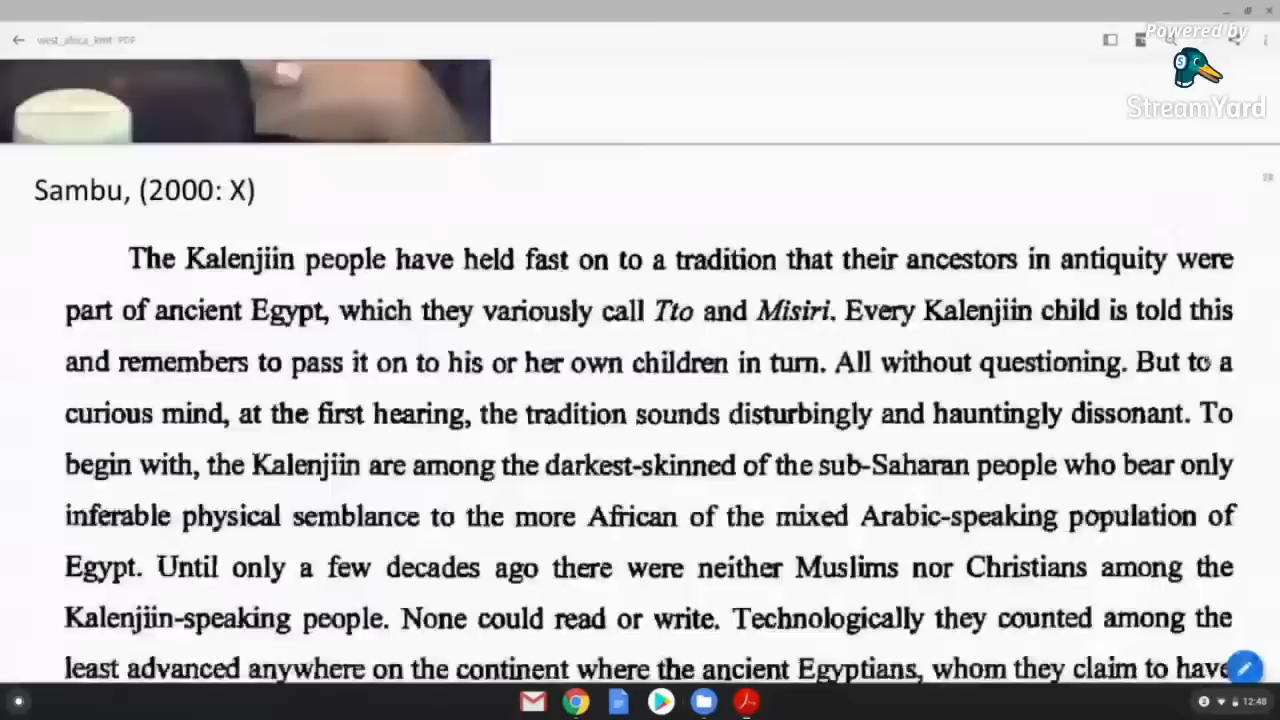 west_africa_kmt PDF
Powered by
S
StreamYard
28
Sambu, (2000: X)
The Kalenjiin people have held fast on to a tradition that their ancestors in antiquity were
part of ancient Egypt, which they variously call Tto and Misiri. Every Kalenjiin child is told this
and remembers to pass it on to his or her own children in turn. All without questioning. But to a
curious mind, at the first hearing, the tradition sounds disturbingly and hauntingly dissonant. To
begin with, the Kalenjiin are among the darkest-skinned of the sub-Saharan people who bear only
inferable physical semblance to the more African of the mixed Arabic-speaking population of
Egypt. Until only a few decades ago there were neither Muslims nor Christians among the
Kalenjiin-speaking people. None could read or write. Technologically they counted among the
least advanced anywhere on the continent where the ancient Egyptians, whom they claim to have
12:48